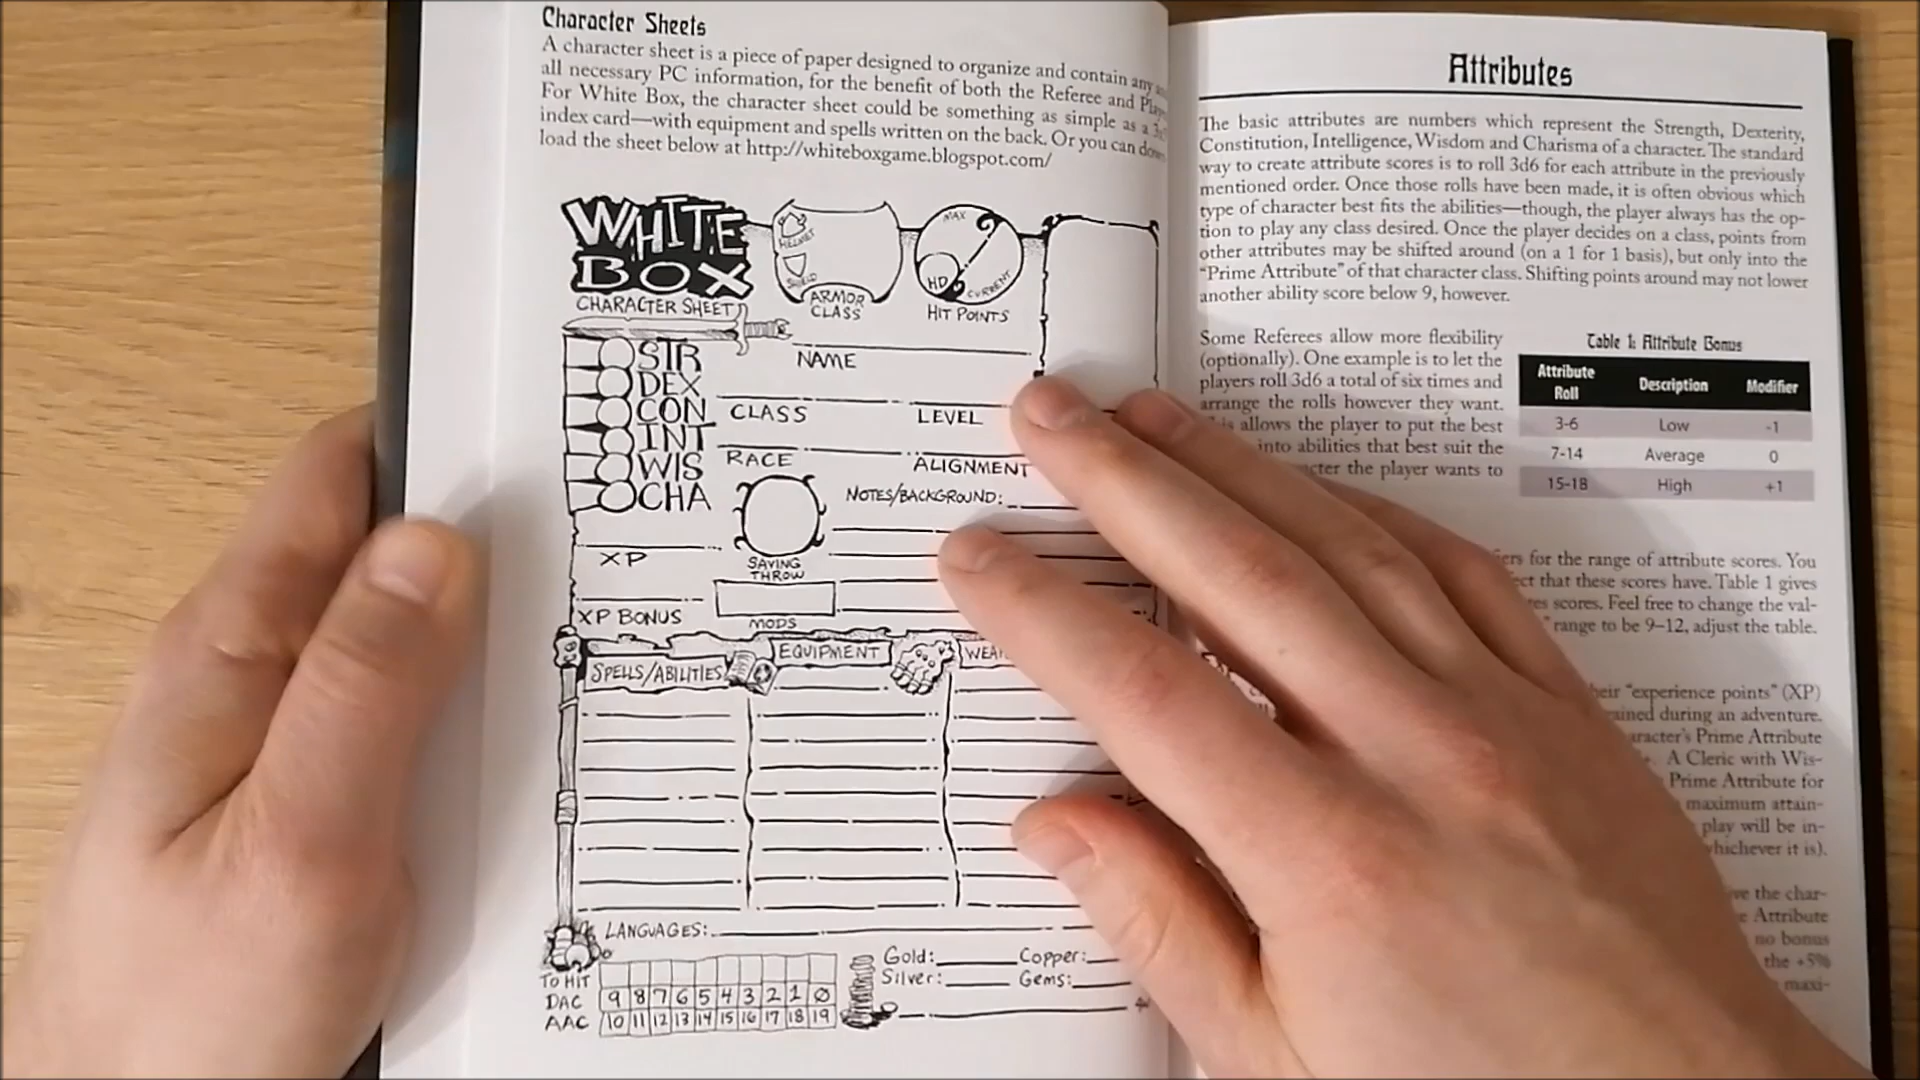 Character Sheets
A character sheet is a piece of paper designed to organize and contain any
all necessary PC information, for the benefit of both the Referee and
For White Box, the character sheet could be something as simple as a
index card—with equipment and spells written on the back. Or you can
load the sheet below at http://whiteboxgame.blogspot.com/
WHITE
BOX
CHARACTER SHEET
HELMET
SHIELD
ARMOR
CLASS
MAX
HD
CURRENT
HIT POINTS
STR
DEX
CON
INT
WIS
CHA
NAME
CLASS
LEVEL
RACE
ALIGNMENT
NOTES/BACKGROUND:
XP
SAVING
THROW
XP BONUS
MODS
SPELLS/ABILITIES
EQUIPMENT
LANGUAGES:
TO HIT
DAC 9 8 7 6 5 4 3 2 1 0
AAC 10 11 12 13 14 15 16 17 18 19
Gold: Copper:
Silver: Gems:
Attributes
The basic attributes are numbers which represent the Strength, Dexterity,
Constitution, Intelligence, Wisdom and Charisma of a character. The standard
way to create attribute scores is to roll 3d6 for each attribute in the previously
mentioned order. Once those rolls have been made, it is often obvious which
type of character best fits the abilities—though, the player always has the op-
tion to play any class desired. Once the player decides on a class, points from
other attributes may be shifted around (on a 1 for 1 basis), but only into the
“Prime Attribute” of that character class. Shifting points around may not lower
another ability score below 9, however.
Some Referees allow more flexibility
(optionally). One example is to let the
players roll 3d6 a total of six times and
arrange the rolls however they want.
allows the player to put the best
into abilities that best suit the
the player wants to
Table 1: Attribute Bonus
Attribute Roll Description Modifier
3-6 Low -1
7-14 Average 0
15-18 High +1
for the range of attribute scores. You
that these scores have. Table 1 gives
scores. Feel free to change the val-
range to be 9–12, adjust the table.
“experience points” (XP)
during an adventure.
Prime Attribute
A Cleric with Wis-
Prime Attribute for
maximum attain-
play will be in-
whichever it is).
the char-
Attribute
no bonus
the +5%
maxi-